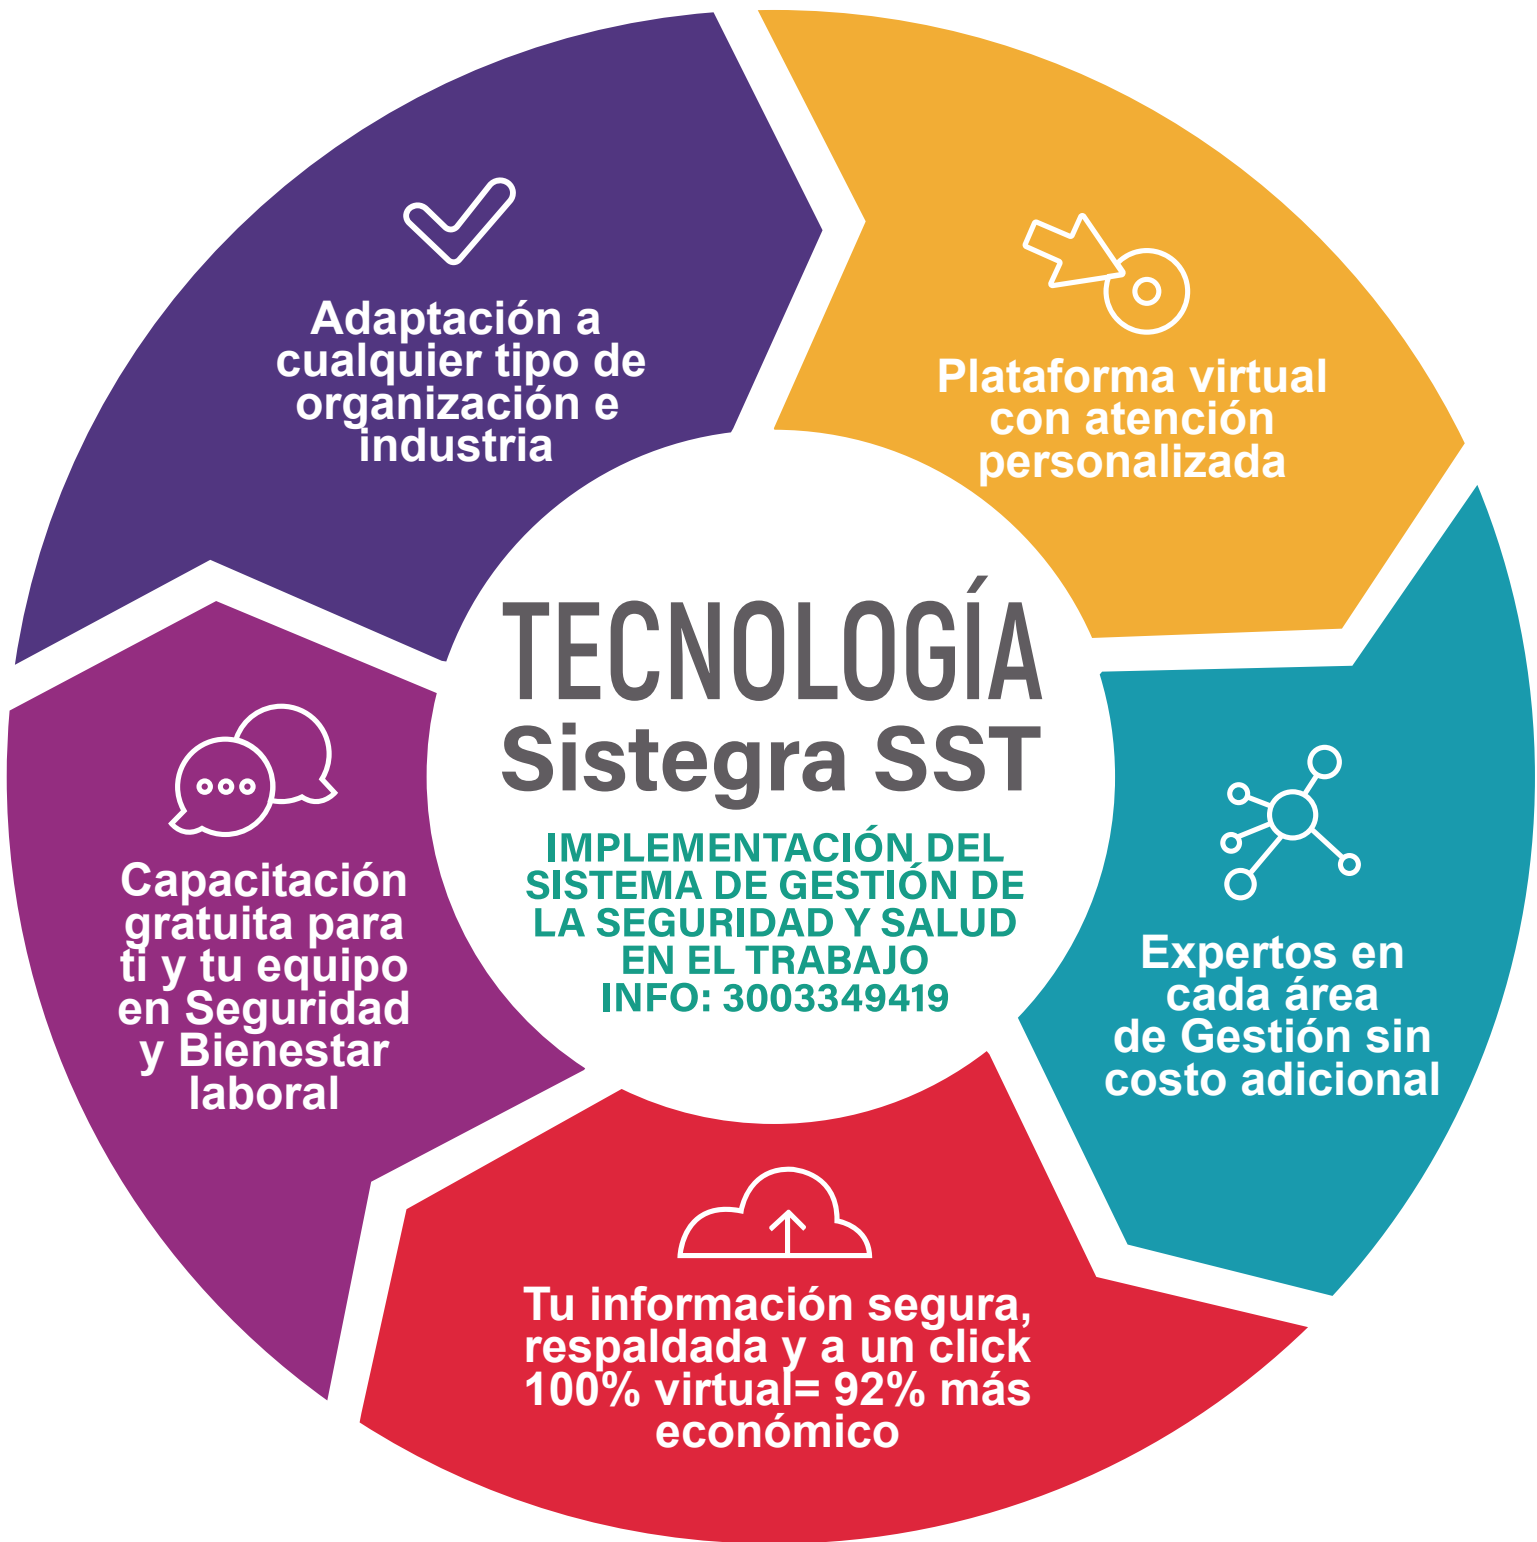 Adaptación a
cualquier tipo de
organización e
industria
Plataforma virtual
con atención
personalizada
TECNOLOGÍA
Sistegra SST
IMPLEMENTACIÓN DEL
SISTEMA DE GESTIÓN DE
LA SEGURIDAD Y SALUD
EN EL TRABAJO
INFO: 3003349419
Expertos en
cada área
de Gestión sin
costo adicional
Tu información segura,
respaldada y a un click
100% virtual= 92% más
económico
Capacitación
gratuita para
ti y tu equipo
en Seguridad
y Bienestar
laboral